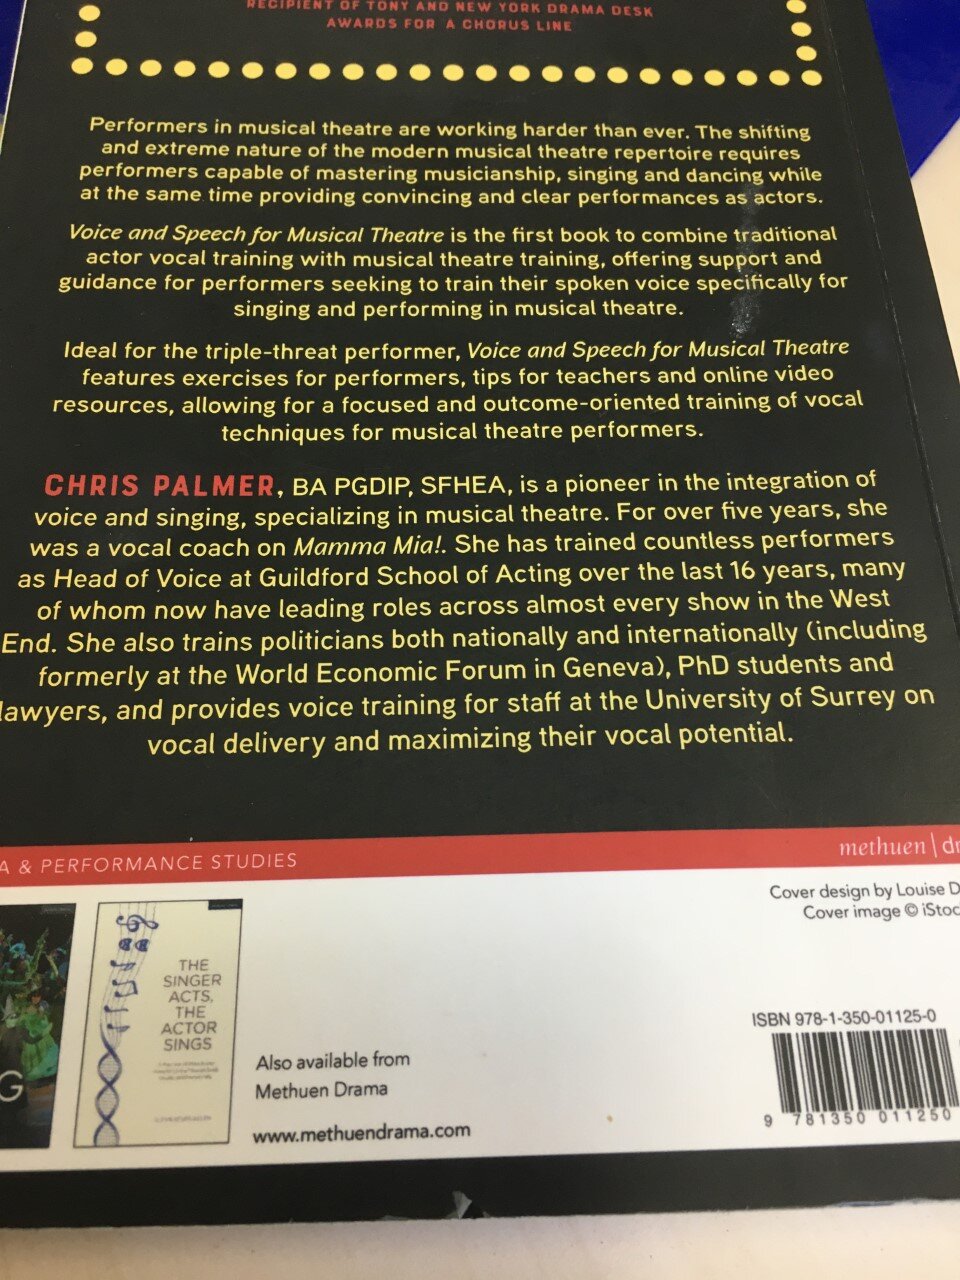 RECIPIENT OF TONY AND NEW YORK DRAMA DESK
AWARDS FOR A CHORUS LINE
Performers in musical theatre are working harder than ever. The shifting
and extreme nature of the modern musical theatre repertoire requires
performers capable of mastering musicianship, singing and dancing while
at the same time providing convincing and clear performances as actors.
Voice and Speech for Musical Theatre is the first book to combine traditional
actor vocal training with musical theatre training, offering support and
guidance for performers seeking to train their spoken voice specifically for
singing and performing in musical theatre.
Ideal for the triple-threat performer, Voice and Speech for Musical Theatre
features exercises for performers, tips for teachers and online video
resources, allowing for a focused and outcome-oriented training of vocal
techniques for musical theatre performers.
CHRIS PALMER, BA PGDIP, SFHEA, is a pioneer in the integration of
voice and singing, specializing in musical theatre. For over five years, she
was a vocal coach on Mamma Mia!. She has trained countless performers
as Head of Voice at Guildford School of Acting over the last 16 years, many
of whom now have leading roles across almost every show in the West
End. She also trains politicians both nationally and internationally (including
formerly at the World Economic Forum in Geneva), PhD students and
lawyers, and provides voice training for staff at the University of Surrey on
vocal delivery and maximizing their vocal potential.
A & PERFORMANCE STUDIES
methuen | dr
Cover design by Louise D
Cover image © iStoc
THE
SINGER
ACTS,
THE
ACTOR
SINGS
G
Also available from
Methuen Drama
www.methuendrama.com
ISBN 978-1-350-01125-0
9 781350 011250